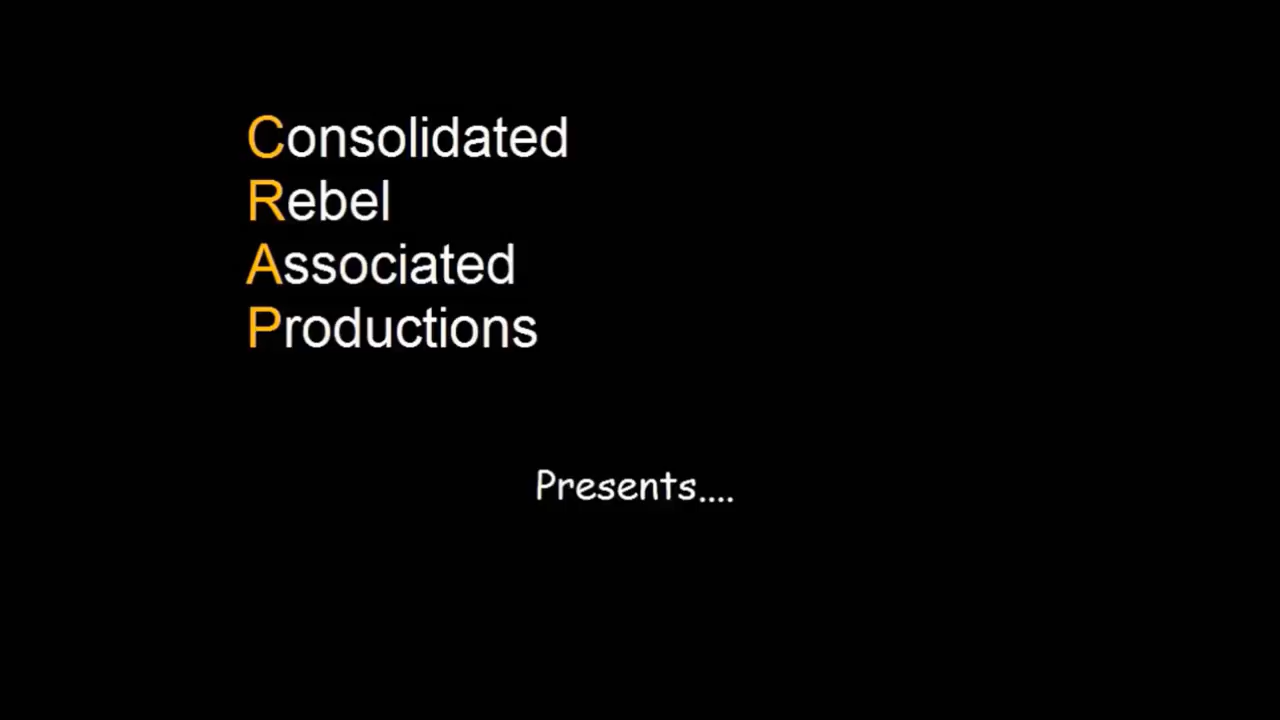 Consolidated
Rebel
Associated
Productions
Presents....